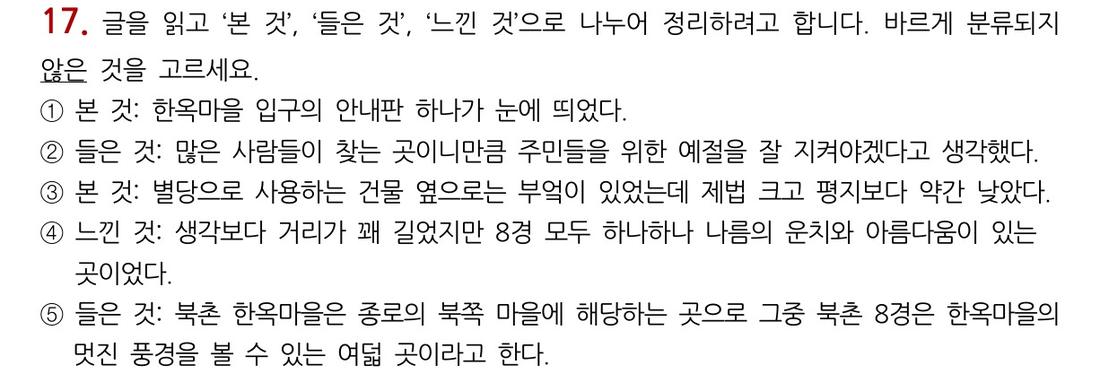 17. 글을 읽고 ‘본 것’, ‘들은 것’, ‘느낀 것’으로 나누어 정리하려고 합니다. 바르게 분류되지
않은 것을 고르세요.
① 본 것: 한옥마을 입구의 안내판 하나가 눈에 띄었다.
② 들은 것: 많은 사람들이 찾는 곳이니만큼 주민들을 위한 예절을 잘 지켜야겠다고 생각했다.
③ 본 것: 별당으로 사용하는 건물 옆으로는 부엌이 있었는데 제법 크고 평지보다 약간 낮았다.
④ 느낀 것: 생각보다 거리가 꽤 길었지만 8경 모두 하나하나 나름의 운치와 아름다움이 있는
곳이었다.
⑤ 들은 것: 북촌 한옥마을은 종로의 북쪽 마을에 해당하는 곳으로 그중 북촌 8경은 한옥마을의
멋진 풍경을 볼 수 있는 여덟 곳이라고 한다.